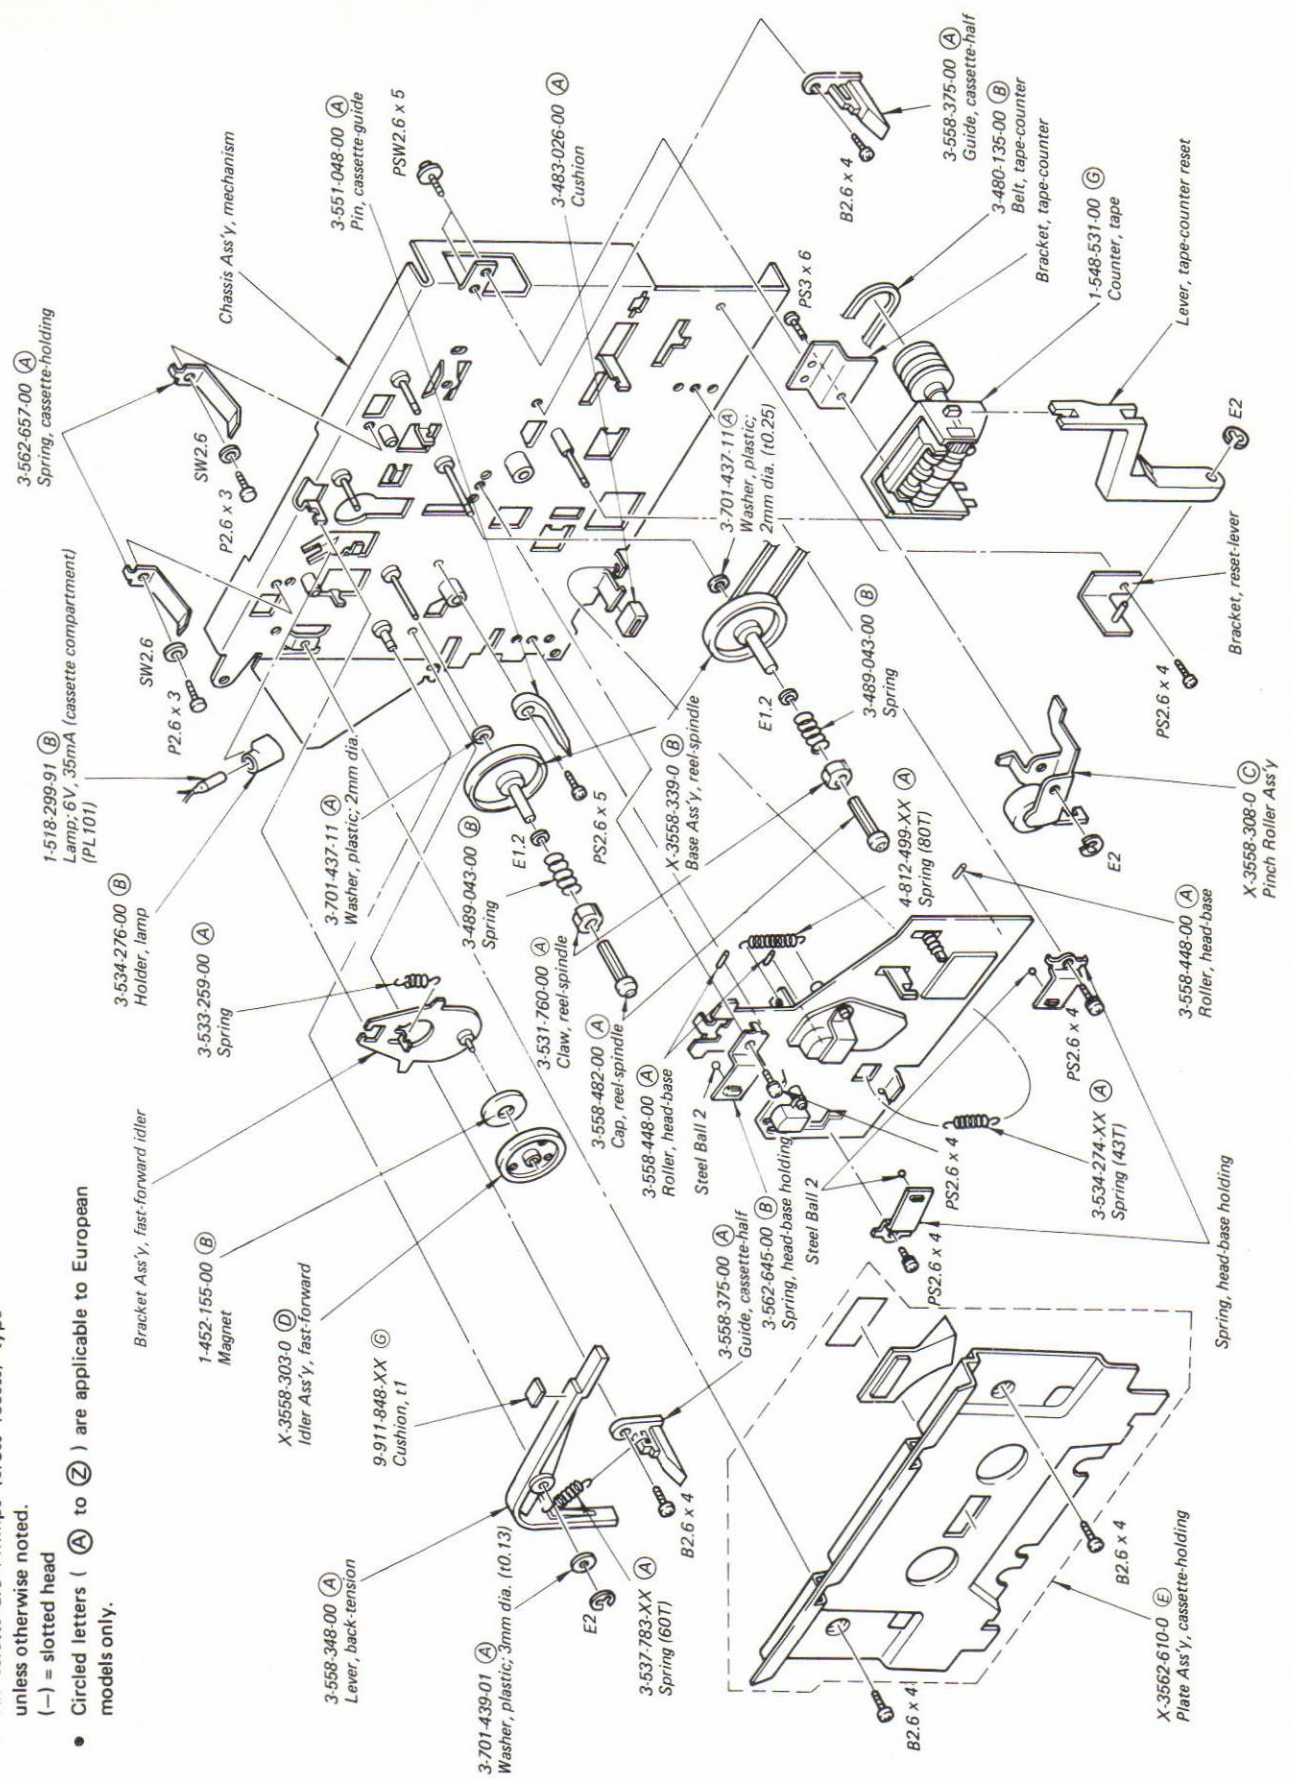 unless otherwise noted.
(—) = slotted head
● Circled letters ( Ⓐ to Ⓩ ) are applicable to European
models only.
3-562-657-00 Ⓐ
Spring, cassette-holding
SW2.6
P2.6 x 3
SW2.6
P2.6 x 3
1-518-299-91 Ⓑ
Lamp; 6V, 35mA (cassette compartment)
(PL101)
3-534-276-00 Ⓑ
Holder, lamp
3-533-259-00 Ⓐ
Spring
Bracket Ass'y, fast-forward idler
1-452-155-00 Ⓑ
Magnet
X-3558-303-0 Ⓓ
Idler Ass'y, fast-forward
9-911-848-XX Ⓖ
Cushion, t1
3-558-348-00 Ⓐ
Lever, back-tension
3-701-439-01 Ⓐ
Washer, plastic; 3mm dia. (t0.13)
E2
3-537-783-XX Ⓐ
Spring (60T)
B2.6 x 4
Chassis Ass'y, mechanism
3-551-048-00 Ⓐ
Pin, cassette-guide
PSW2.6 x 5
3-483-026-00 Ⓐ
Cushion
3-701-437-11 Ⓐ
Washer, plastic; 2mm dia.
3-489-043-00 Ⓑ
Spring
E1.2
PS2.6 x 5
3-531-760-00 Ⓐ
Claw, reel-spindle
3-558-482-00 Ⓐ
Cap, reel-spindle
3-558-448-00 Ⓐ
Roller, head-base
Steel Ball 2
3-558-375-00 Ⓐ
Guide, cassette-half
3-562-645-00 Ⓑ
Spring, head-base holding
Steel Ball 2
X-3558-339-0 Ⓑ
Base Ass'y, reel-spindle
3-701-437-11 Ⓐ
Washer, plastic;
2mm dia. (t0.25)
E1.2
3-489-043-00 Ⓑ
Spring
4-812-499-XX Ⓐ
Spring (80T)
B2.6 x 4
3-558-375-00 Ⓐ
Guide, cassette-half
3-480-135-00 Ⓑ
Belt, tape-counter
Bracket, tape-counter
PS3 x 6
1-548-531-00 Ⓖ
Counter, tape
Lever, tape-counter reset
E2
Bracket, reset-lever
PS2.6 x 4
X-3558-308-0 Ⓒ
Pinch Roller Ass'y
E2
3-558-448-00 Ⓐ
Roller, head-base
PS2.6 x 4
PS2.6 x 4
3-534-274-XX Ⓐ
Spring (43T)
PS2.6 x 4
Spring, head-base holding
B2.6 x 4
B2.6 x 4
X-3562-610-0 Ⓔ
Plate Ass'y, cassette-holding